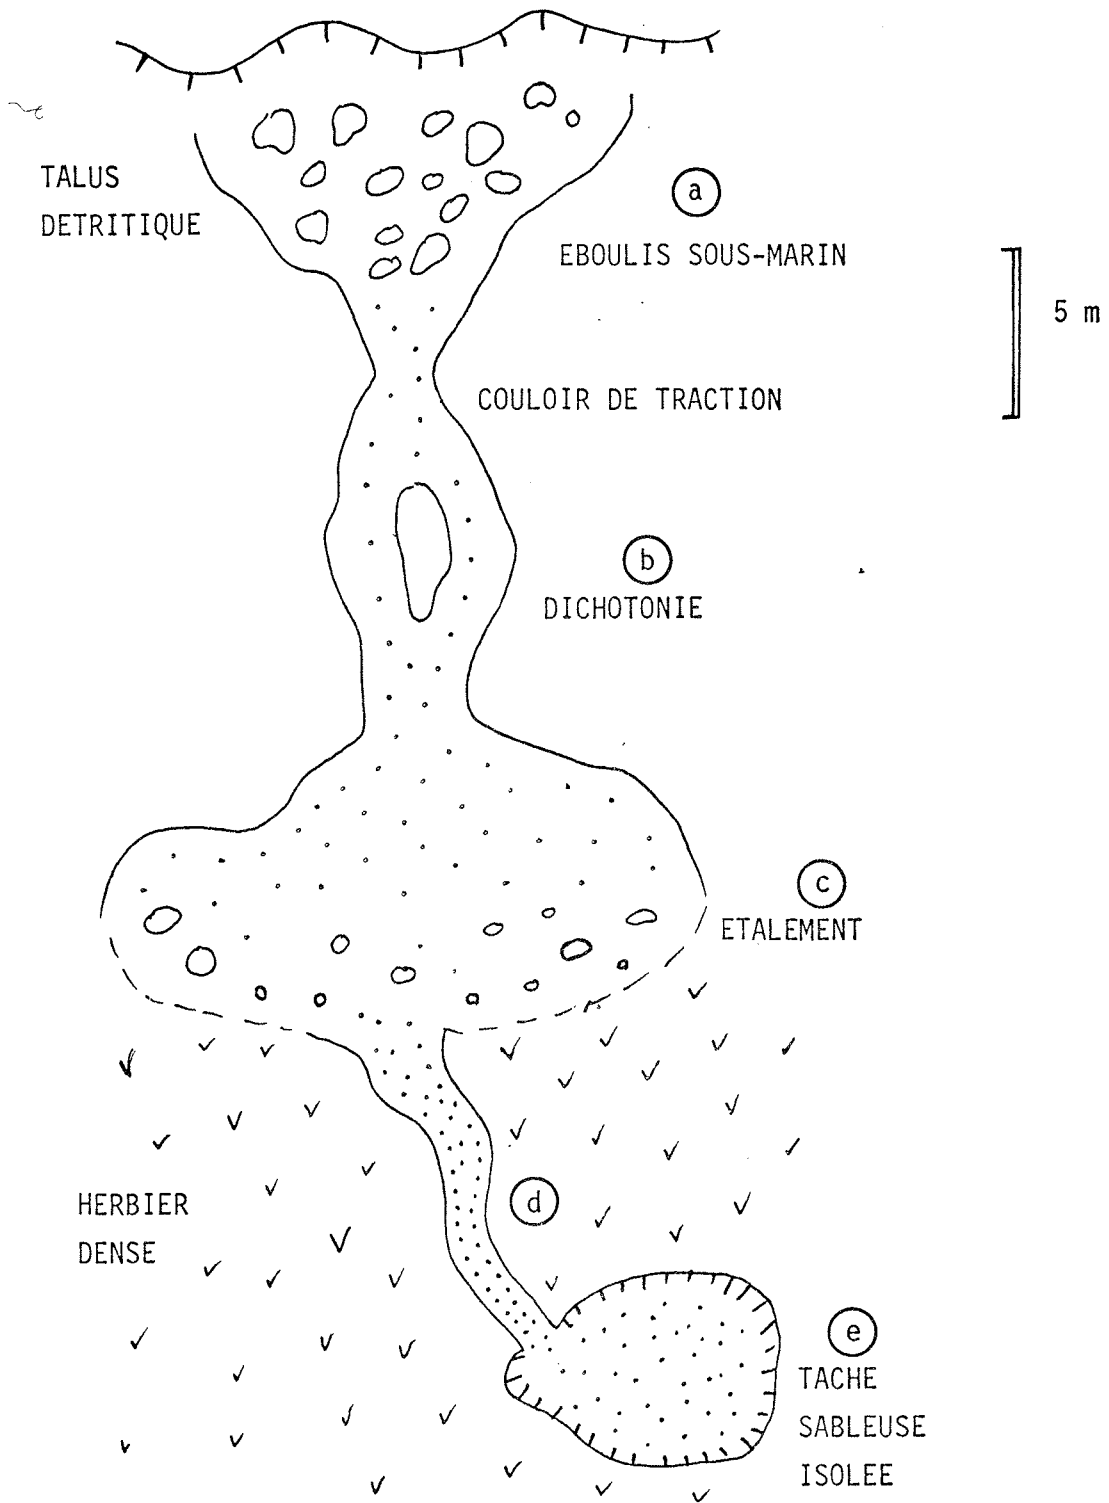 TALUS
DETRITIQUE
a
EBOULIS SOUS-MARIN
5 m
COULOIR DE TRACTION
b
DICHOTONIE
c
ETALEMENT
HERBIER
DENSE
d
e
TACHE
SABLEUSE
ISOLEE